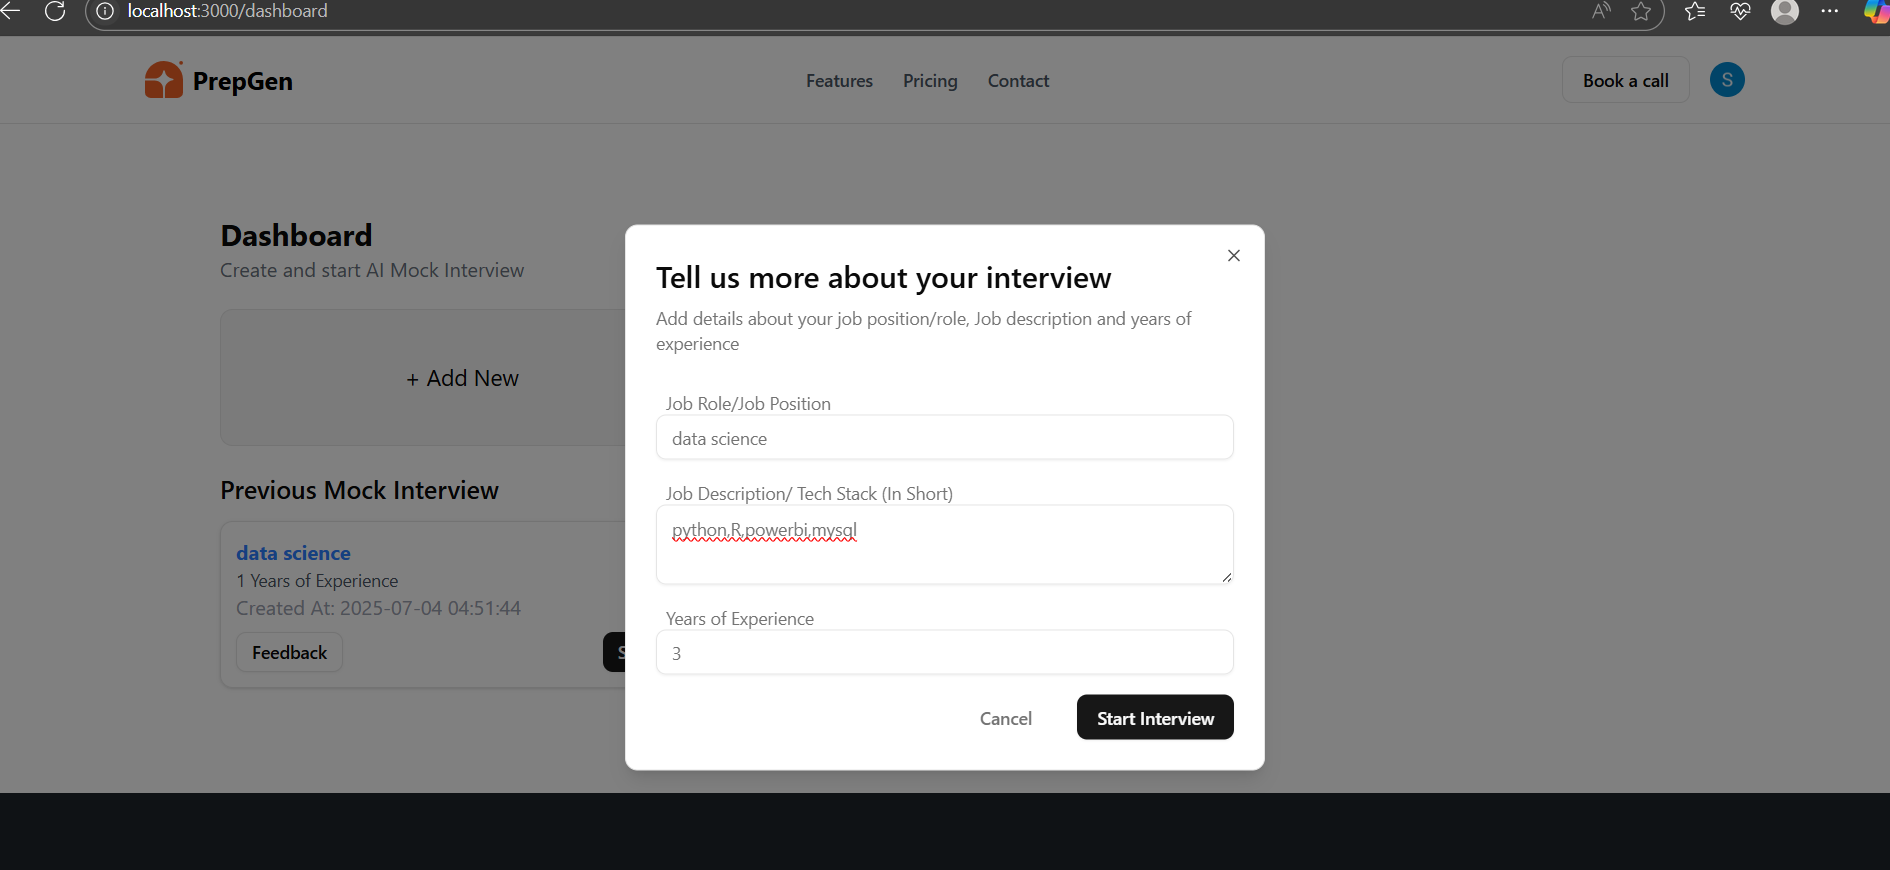 localhost:3000/dashboard
PrepGen
Features
Pricing
Contact
Book a call
S
Dashboard
Create and start AI Mock Interview
+ Add New
Previous Mock Interview
data science
1 Years of Experience
Created At: 2025-07-04 04:51:44
Feedback
S
Tell us more about your interview
Add details about your job position/role, Job description and years of
experience
Job Role/Job Position
data science
Job Description/ Tech Stack (In Short)
python,R,powerbi,mysql
Years of Experience
3
Cancel
Start Interview